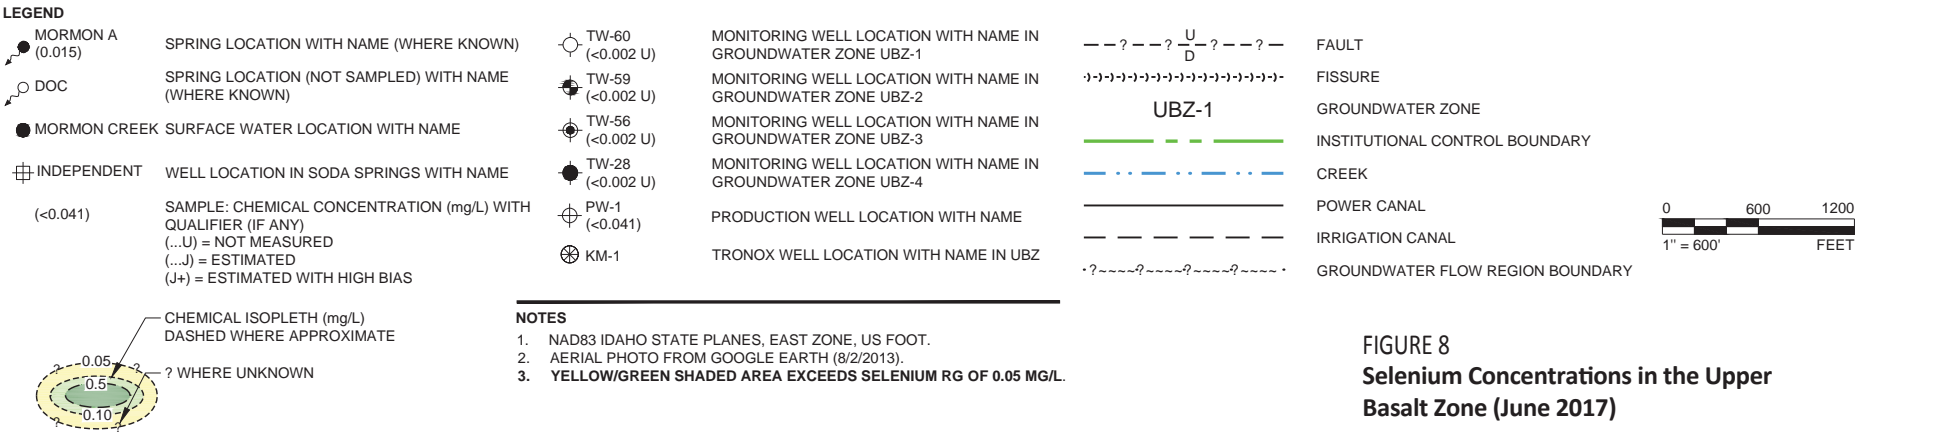 LEGEND
MORMON A
(0.015)
SPRING LOCATION WITH NAME (WHERE KNOWN)
DOC
SPRING LOCATION (NOT SAMPLED) WITH NAME
(WHERE KNOWN)
MORMON CREEK
SURFACE WATER LOCATION WITH NAME
INDEPENDENT
WELL LOCATION IN SODA SPRINGS WITH NAME
(<0.041)
SAMPLE: CHEMICAL CONCENTRATION (mg/L) WITH
QUALIFIER (IF ANY)
(...U) = NOT MEASURED
(...J) = ESTIMATED
(J+) = ESTIMATED WITH HIGH BIAS
CHEMICAL ISOPLETH (mg/L)
DASHED WHERE APPROXIMATE
? WHERE UNKNOWN
? 0.05 ?
0.5
0.10
? ?
TW-60
(<0.002 U)
MONITORING WELL LOCATION WITH NAME IN
GROUNDWATER ZONE UBZ-1
TW-59
(<0.002 U)
MONITORING WELL LOCATION WITH NAME IN
GROUNDWATER ZONE UBZ-2
TW-56
(<0.002 U)
MONITORING WELL LOCATION WITH NAME IN
GROUNDWATER ZONE UBZ-3
TW-28
(<0.002 U)
MONITORING WELL LOCATION WITH NAME IN
GROUNDWATER ZONE UBZ-4
PW-1
(<0.041)
PRODUCTION WELL LOCATION WITH NAME
KM-1
TRONOX WELL LOCATION WITH NAME IN UBZ
NOTES
1. NAD83 IDAHO STATE PLANES, EAST ZONE, US FOOT.
2. AERIAL PHOTO FROM GOOGLE EARTH (8/2/2013).
3. YELLOW/GREEN SHADED AREA EXCEEDS SELENIUM RG OF 0.05 MG/L.
U
? ? ? ?
D
FAULT
FISSURE
UBZ-1
GROUNDWATER ZONE
INSTITUTIONAL CONTROL BOUNDARY
CREEK
POWER CANAL
IRRIGATION CANAL
?~~~~?~~~~?~~~~?~~~~
GROUNDWATER FLOW REGION BOUNDARY
0 600 1200
1" = 600' FEET
FIGURE 8
Selenium Concentrations in the Upper
Basalt Zone (June 2017)